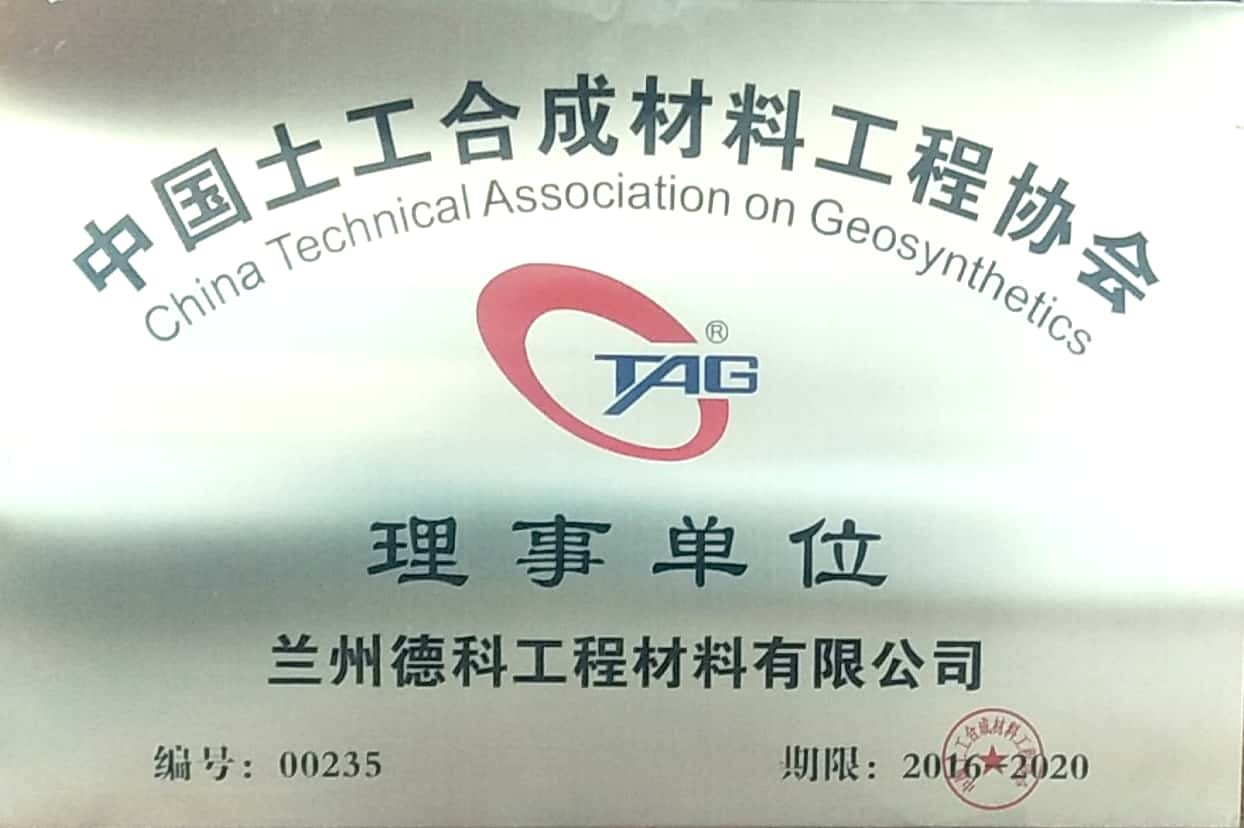 中国土工合成材料工程协会
China Technical Association on Geosynthetics
®
TAG
理事单位
兰州德科工程材料有限公司
编号：00235
期限：2016-2020